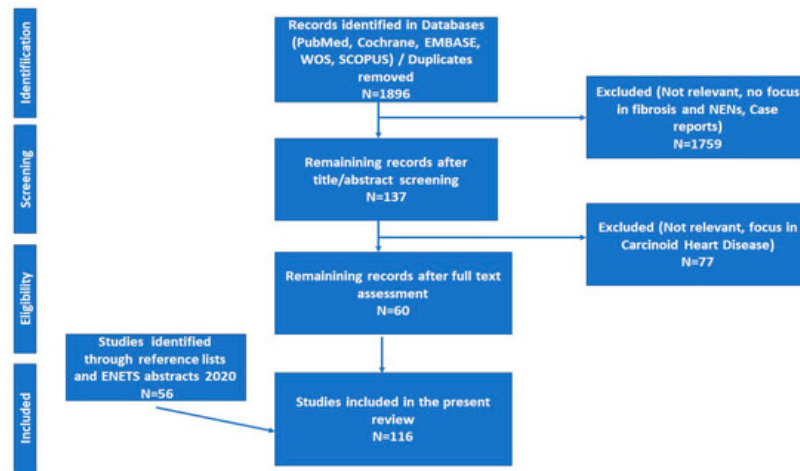 Identifiication
Records identified in Databases
(PubMed, Cochrane, EMBASE,
WOS, SCOPUS) / Duplicates
removed
N=1896
Excluded (Not relevant, no focus
in fibrosis and NENs, Case
reports)
N=1759
Screening
Remainining records after
title/abstract screening
N=137
Excluded (Not relevant, focus in
Carcinoid Heart Disease)
N=77
Eligibility
Remainining records after full text
assessment
N=60
Studies identified
through reference lists
and ENETS abstracts 2020
N=56
Included
Studies included in the present
review
N=116